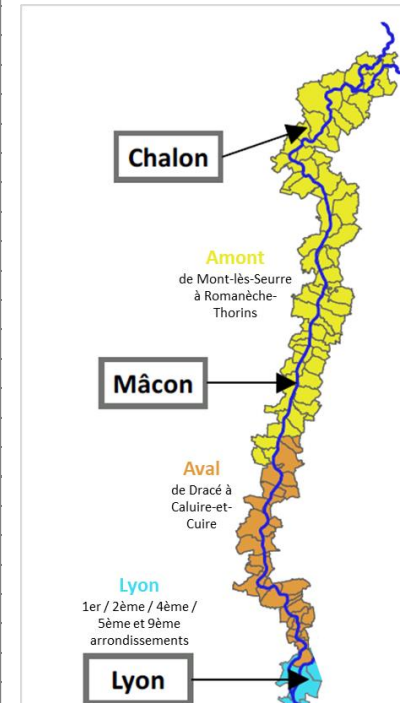 Chalon
Amont
de Mont-lès-Seurre
à Romanèche-
Thorins
Mâcon
Aval
de Dracé à
Caluire-et-
Cuire
Lyon
1er / 2ème / 4ème /
5ème et 9ème
arrondissements
Lyon